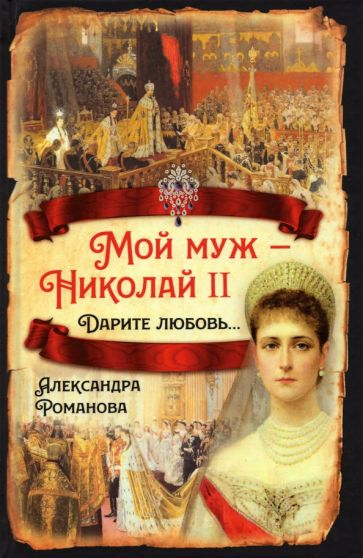 Мой муж –
Николай II
Дарите любовь...
Александра
Романова